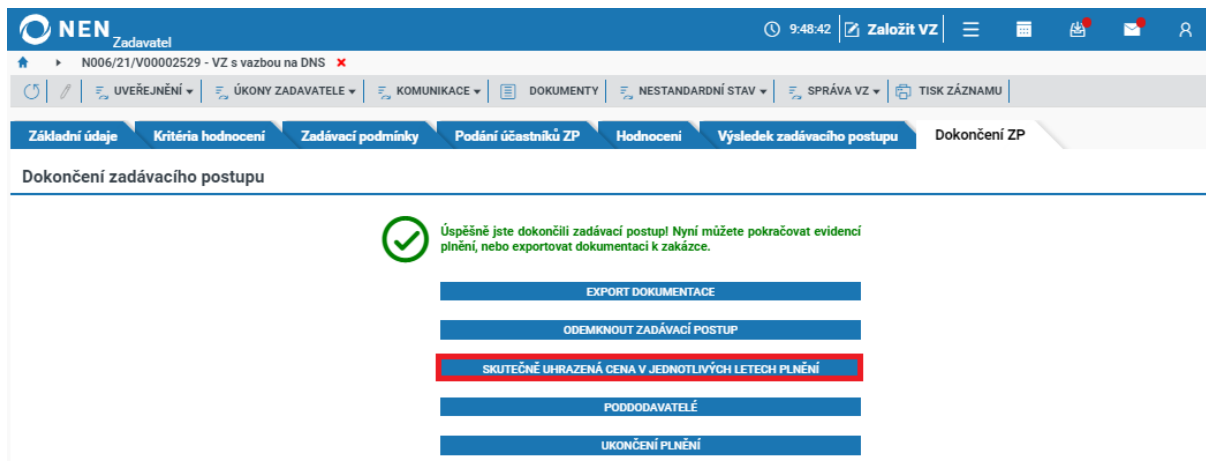 NEN Zadavatel 9:48:42 Založit VZ
N006/21/V00002529 - VZ s vazbou na DNS
UVEŘEJNĚNÍ ÚKONY ZADAVATELE KOMUNIKACE DOKUMENTY NESTANDARDNÍ STAV SPRÁVA VZ TISK ZÁZNAMU
Základní údaje Kritéria hodnocení Zadávací podmínky Podání účastníků ZP Hodnocení Výsledek zadávacího postupu Dokončení ZP
Dokončení zadávacího postupu
Úspěšně jste dokončili zadávací postup! Nyní můžete pokračovat evidencí
plnění, nebo exportovat dokumentaci k zakázce.
EXPORT DOKUMENTACE
ODEMKNOUT ZADÁVACÍ POSTUP
SKUTEČNĚ UHRAZENÁ CENA V JEDNOTLIVÝCH LETECH PLNĚNÍ
PODDODAVATELÉ
UKONČENÍ PLNĚNÍ